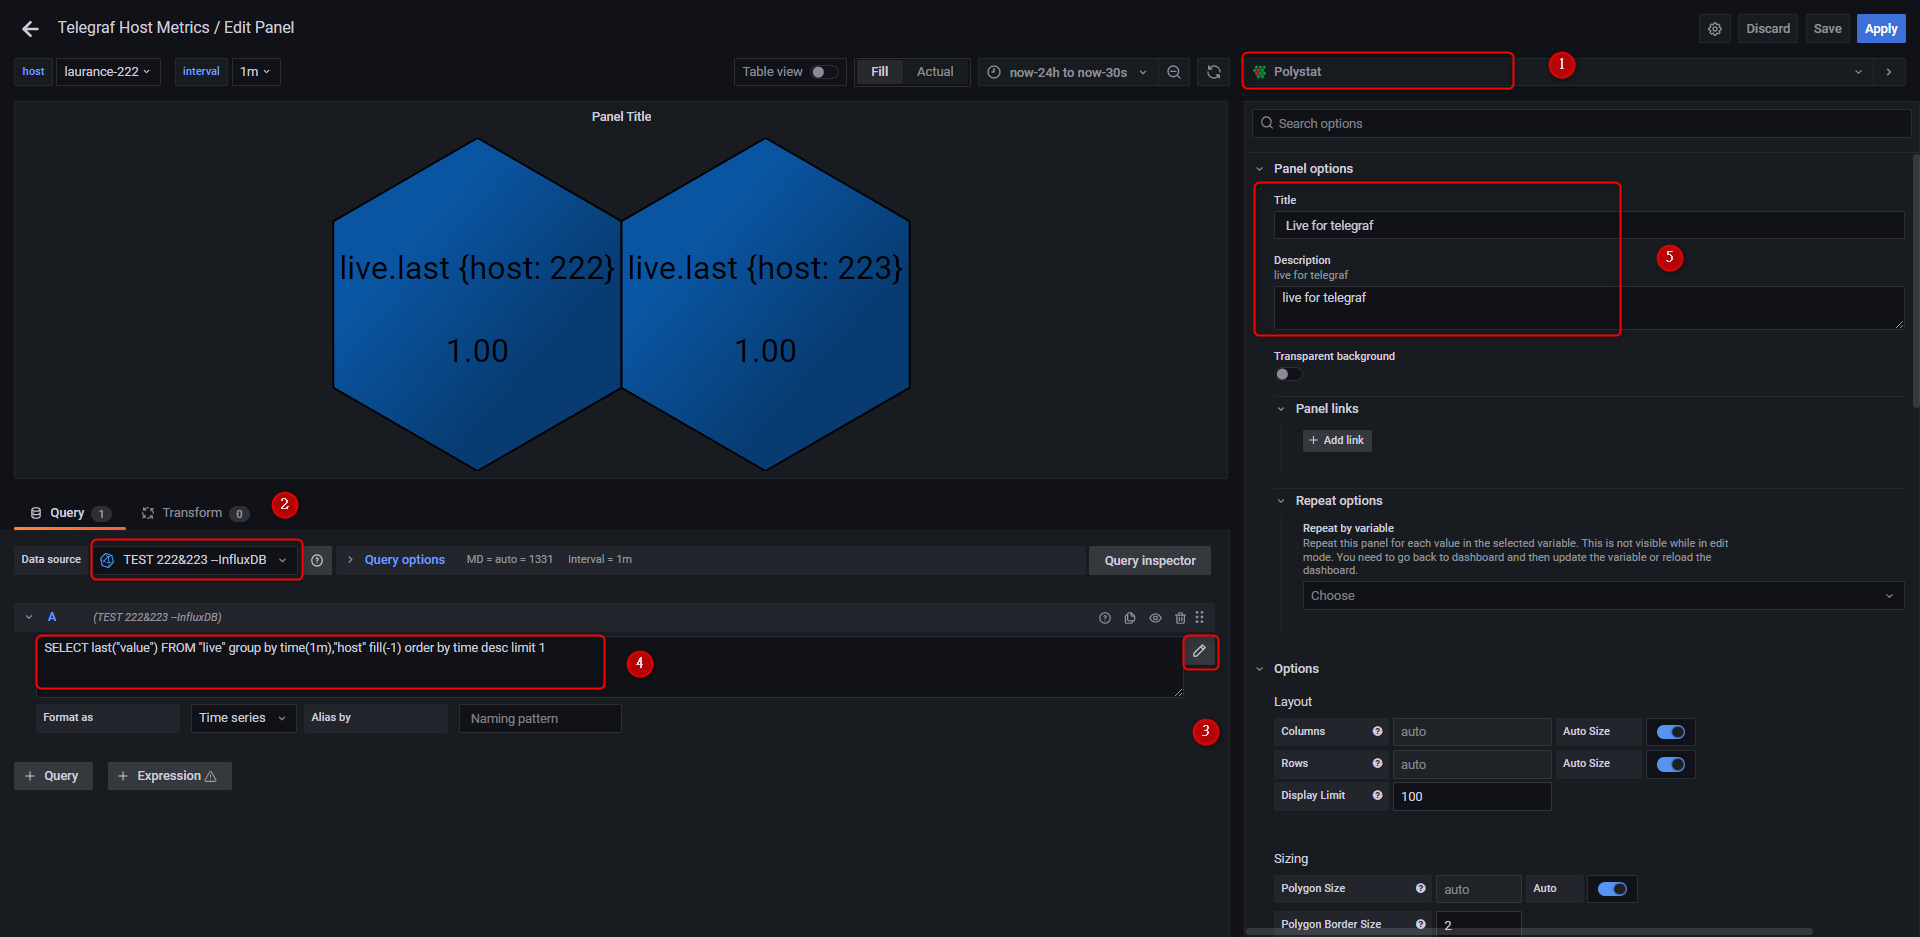 Telegraf Host Metrics / Edit Panel
Discard
Save
Apply
host
laurance-222
interval
1m
Table view
Fill
Actual
now-24h to now-30s
Polystat
1
Panel Title
live.last {host: 222}
1.00
live.last {host: 223}
1.00
Query 1
Transform 0
2
Data source
TEST 222&223 –InfluxDB
Query options
MD = auto = 1331
Interval = 1m
Query inspector
A
(TEST 222&223 –InfluxDB)
SELECT last("value") FROM "live" group by time(1m),"host" fill(-1) order by time desc limit 1
4
Format as
Time series
Alias by
Naming pattern
3
+ Query
+ Expression
Search options
Panel options
Title
Live for telegraf
Description
live for telegraf
live for telegraf
5
Transparent background
Panel links
+ Add link
Repeat options
Repeat by variable
Repeat this panel for each value in the selected variable. This is not visible while in edit
mode. You need to go back to dashboard and then update the variable or reload the
dashboard.
Choose
Options
Layout
Columns
auto
Auto Size
Rows
auto
Auto Size
Display Limit
100
Sizing
Polygon Size
auto
Auto
Polygon Border Size
2